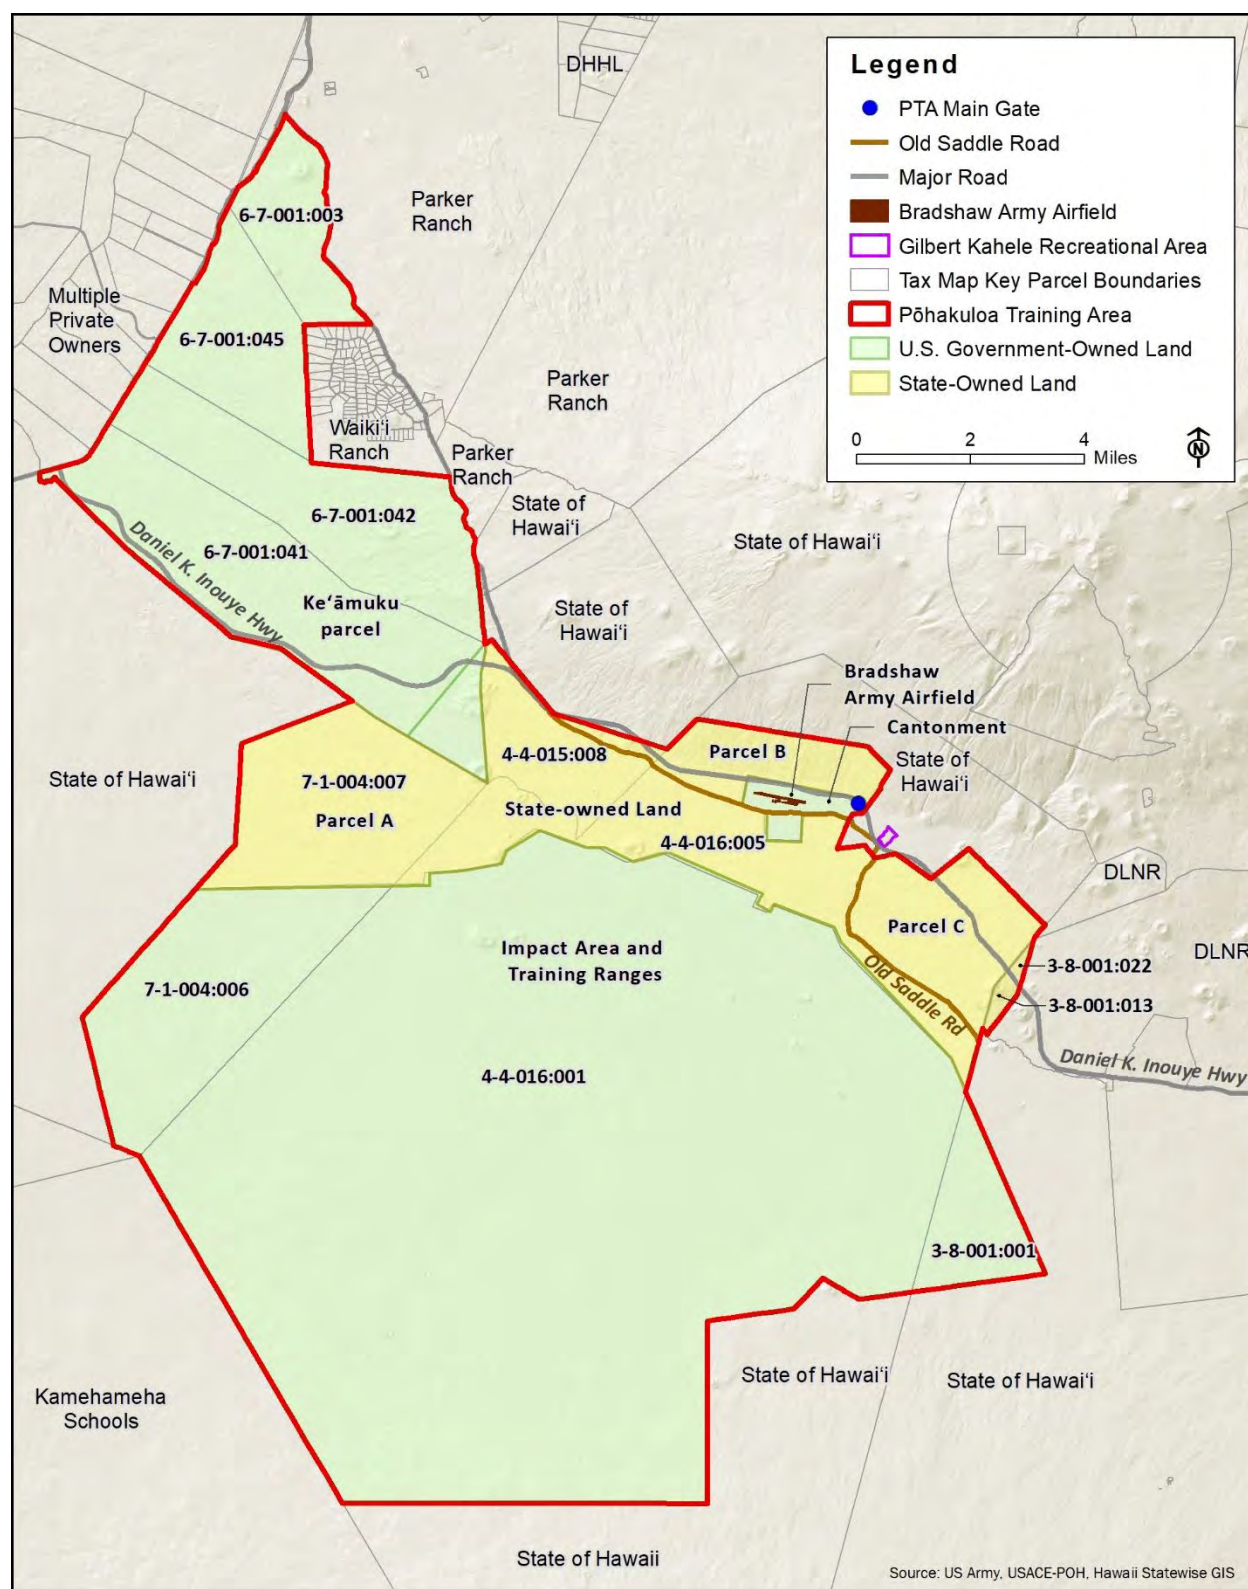 DHHL
Legend
PTA Main Gate
Old Saddle Road
Major Road
Bradshaw Army Airfield
Gilbert Kahele Recreational Area
Tax Map Key Parcel Boundaries
Pōhakuloa Training Area
U.S. Government-Owned Land
State-Owned Land
0 2 4
Miles
N
6-7-001:003
Parker
Ranch
Multiple
Private
Owners
6-7-001:045
Parker
Ranch
Waiki‘i
Ranch
Parker
Ranch
State of
Hawai‘i
6-7-001:042
State of Hawai‘i
6-7-001:041
Daniel K. Inouye Hwy
Ke‘āmuku
parcel
State of
Hawai‘i
Bradshaw
Army Airfield
Cantonment
Parcel B
State of
Hawai‘i
State of Hawai‘i
7-1-004:007
Parcel A
4-4-015:008
State-owned Land
4-4-016:005
DLNR
Parcel C
DLNR
Impact Area and
Training Ranges
3-8-001:022
3-8-001:013
7-1-004:006
Old Saddle Rd
Daniel K. Inouye Hwy
4-4-016:001
3-8-001:001
State of Hawai‘i
State of Hawai‘i
Kamehameha
Schools
State of Hawaii
Source: US Army, USACE-POH, Hawaii Statewise GIS